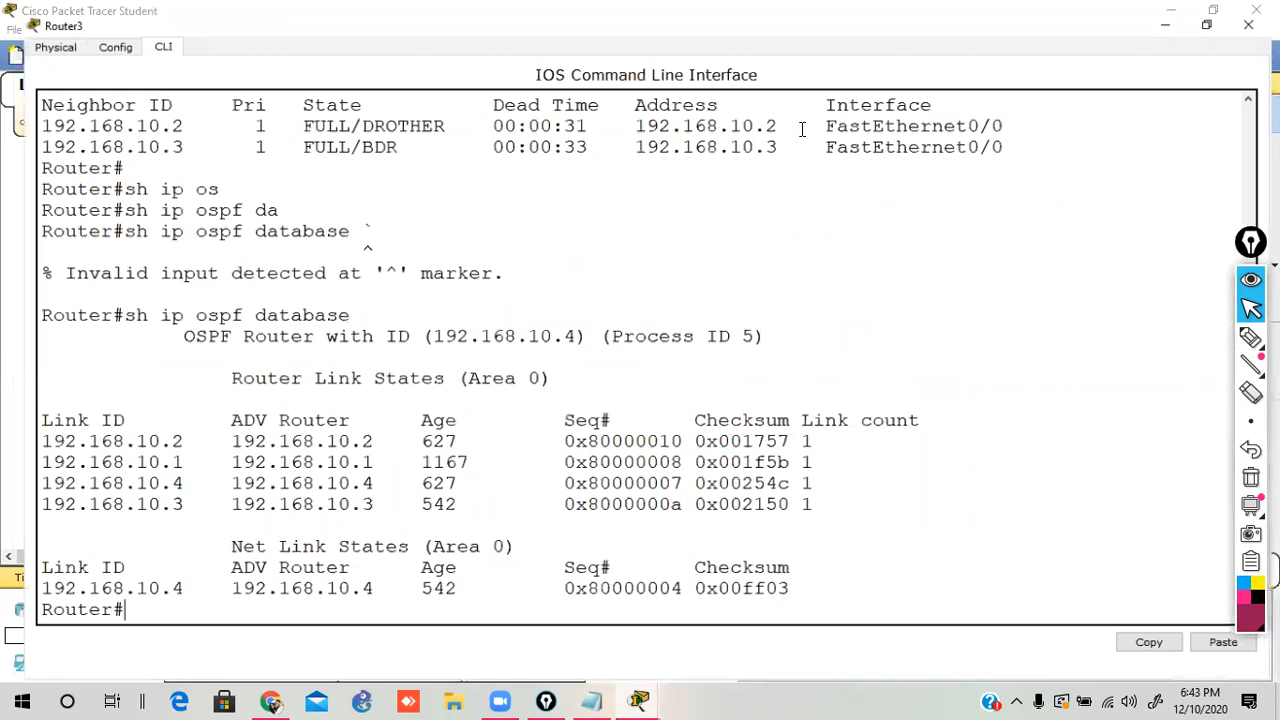 Cisco Packet Tracer Student
Router3
Physical Config CLI
IOS Command Line Interface
Neighbor ID Pri State Dead Time Address Interface
192.168.10.2 1 FULL/DROTHER 00:00:31 192.168.10.2 FastEthernet0/0
192.168.10.3 1 FULL/BDR 00:00:33 192.168.10.3 FastEthernet0/0
Router#
Router#sh ip os
Router#sh ip ospf da
Router#sh ip ospf database `
^
% Invalid input detected at '^' marker.
Router#sh ip ospf database
OSPF Router with ID (192.168.10.4) (Process ID 5)
Router Link States (Area 0)
Link ID ADV Router Age Seq# Checksum Link count
192.168.10.2 192.168.10.2 627 0x80000010 0x001757 1
192.168.10.1 192.168.10.1 1167 0x80000008 0x001f5b 1
192.168.10.4 192.168.10.4 627 0x80000007 0x00254c 1
192.168.10.3 192.168.10.3 542 0x8000000a 0x002150 1
Net Link States (Area 0)
Link ID ADV Router Age Seq# Checksum
192.168.10.4 192.168.10.4 542 0x80000004 0x00ff03
Router#
Copy Paste
6:43 PM
12/10/2020